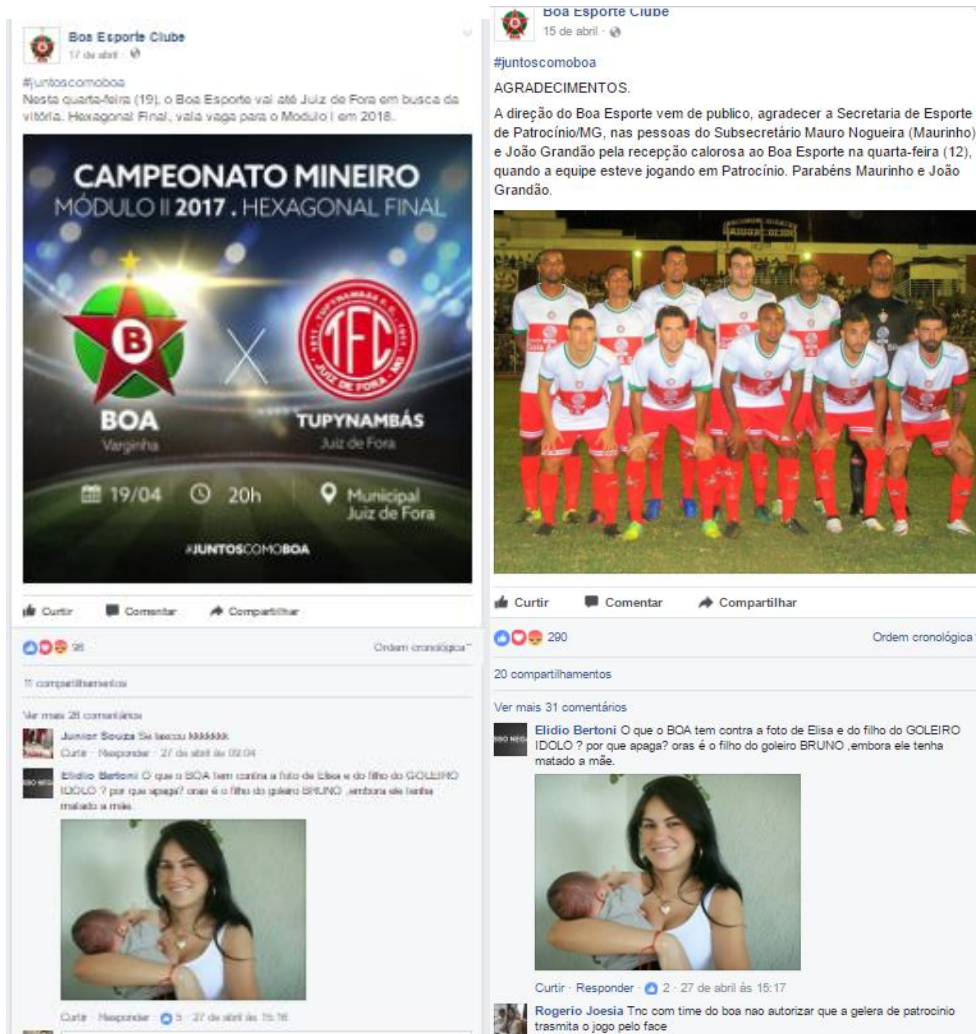 Boa Esporte Clube
17 de abril ·
#juntoscomoboa
Nesta quarta-feira (19), o Boa Esporte vai até Juiz de Fora em busca da
vitória. Hexagonal Final, vale vaga para o Modulo I em 2018.
CAMPEONATO MINEIRO
MÓDULO II 2017 . HEXAGONAL FINAL
B
BOA
Varginha
X
1911 TUPYNAMBÁS F.C. 1911
TFC
JUIZ DE FORA - MG
TUPYNAMBÁS
Juiz de Fora
19/04
20h
Municipal
Juiz de Fora
#JUNTOSCOMOBOA
Curtir Comentar Compartilhar
98 Ordem cronológica
11 compartilhamentos
Ver mais 28 comentários
Junior Souza Se lascou kkkkkkk
Curtir · Responder · 27 de abril às 09:04
Elidio Bertoni O que o BOA tem contra a foto de Elisa e do filho do GOLEIRO
IDOLO ? por que apaga? oras é o filho do goleiro BRUNO ,embora ele tenha
matado a mãe.
Curtir · Responder · 5 · 27 de abril às 15:16
Boa Esporte Clube
15 de abril ·
#juntoscomoboa
AGRADECIMENTOS.
A direção do Boa Esporte vem de publico, agradecer a Secretaria de Esporte
de Patrocínio/MG, nas pessoas do Subsecretário Mauro Nogueira (Maurinho)
e João Grandão pela recepção calorosa ao Boa Esporte na quarta-feira (12),
quando a equipe esteve jogando em Patrocínio. Parabéns Maurinho e João
Grandão.
Curtir Comentar Compartilhar
290 Ordem cronológica
20 compartilhamentos
Ver mais 31 comentários
Elidio Bertoni O que o BOA tem contra a foto de Elisa e do filho do GOLEIRO
IDOLO ? por que apaga? oras é o filho do goleiro BRUNO ,embora ele tenha
matado a mãe.
Curtir · Responder · 2 · 27 de abril às 15:17
Rogerio Joesia Tnc com time do boa nao autorizar que a gelera de patrocinio
trasmita o jogo pelo face